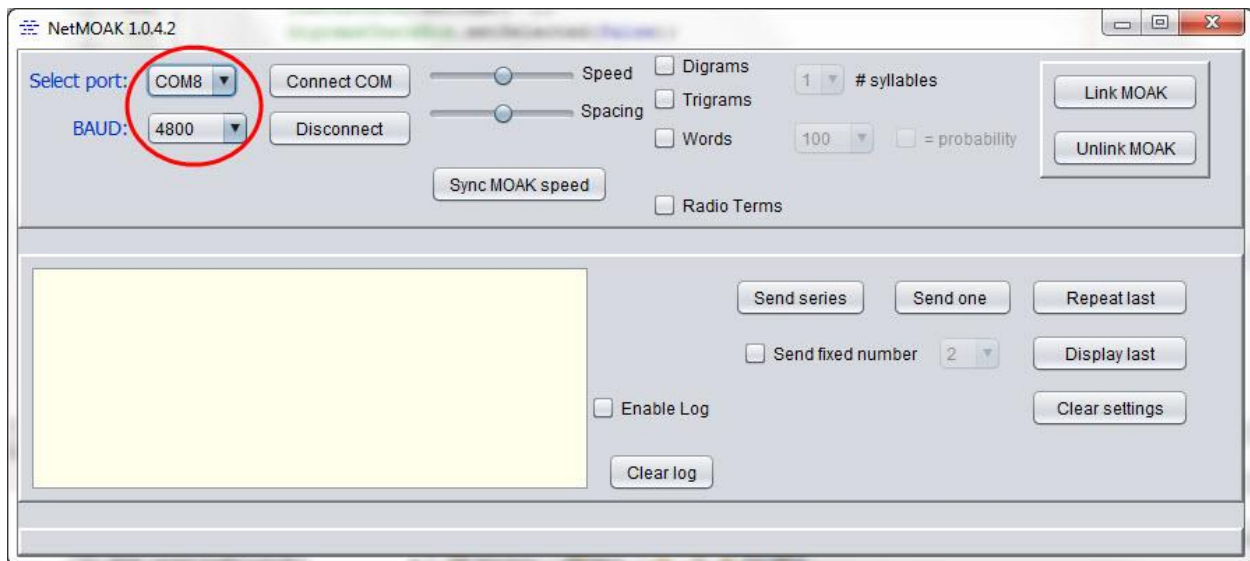 NetMOAK 1.0.4.2
Select port: COM8 Connect COM Speed Digrams 1 # syllables Link MOAK
Spacing Trigrams
BAUD: 4800 Disconnect Words 100 = probability Unlink MOAK
Sync MOAK speed
Radio Terms
Send series Send one Repeat last
Send fixed number 2 Display last
Enable Log Clear settings
Clear log